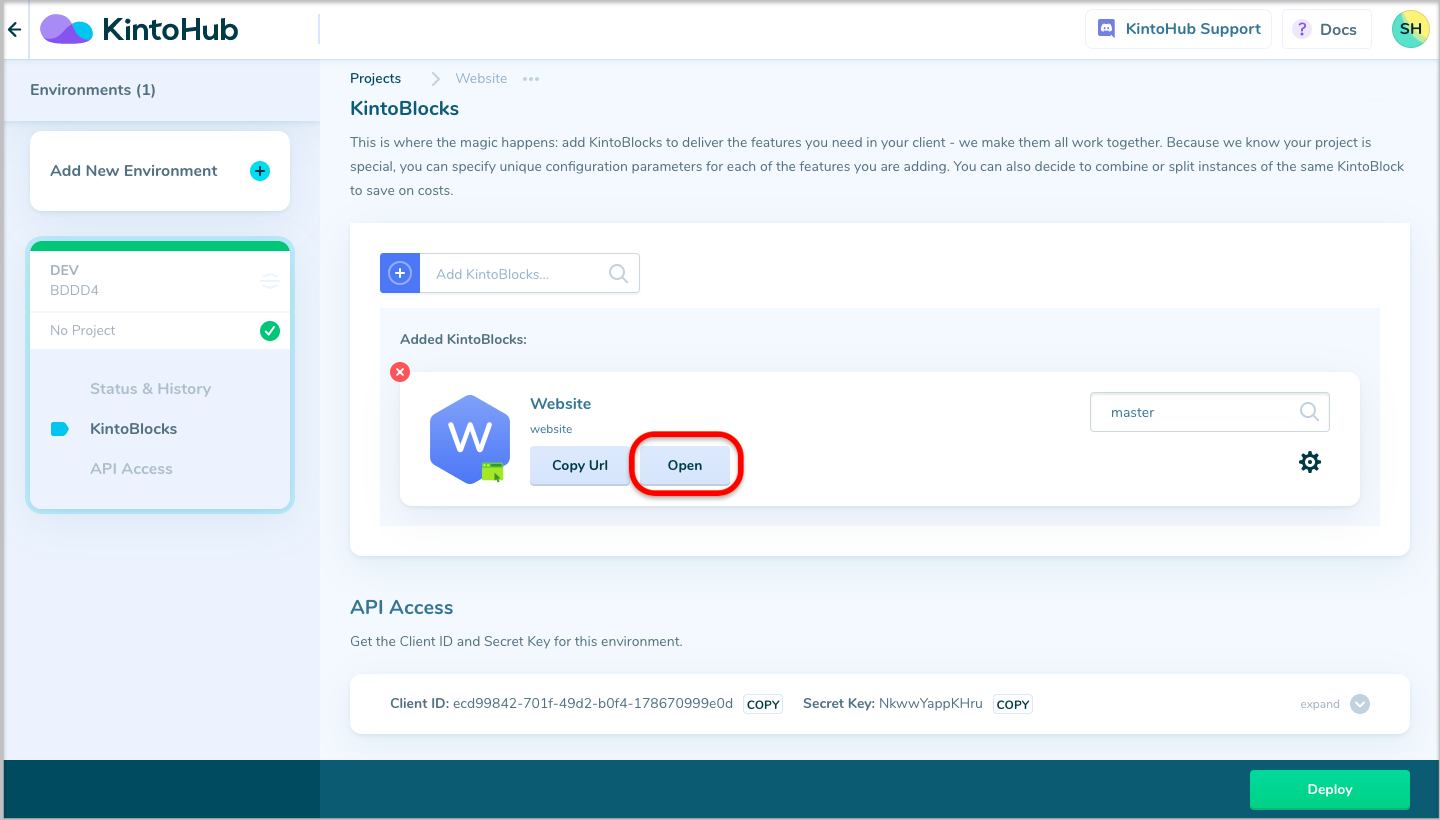 KintoHub
KintoHub Support
? Docs
SH
Environments (1)
Add New Environment
DEV
BDDD4
No Project
Status & History
KintoBlocks
API Access
Projects
Website
KintoBlocks
This is where the magic happens: add KintoBlocks to deliver the features you need in your client - we make them all work together. Because we know your project is
special, you can specify unique configuration parameters for each of the features you are adding. You can also decide to combine or split instances of the same KintoBlock
to save on costs.
Add KintoBlocks...
Added KintoBlocks:
W
Website
website
Copy Url
Open
master
API Access
Get the Client ID and Secret Key for this environment.
Client ID: ecd99842-701f-49d2-b0f4-178670999e0d COPY Secret Key: NkwwYappKHru COPY
expand
Deploy